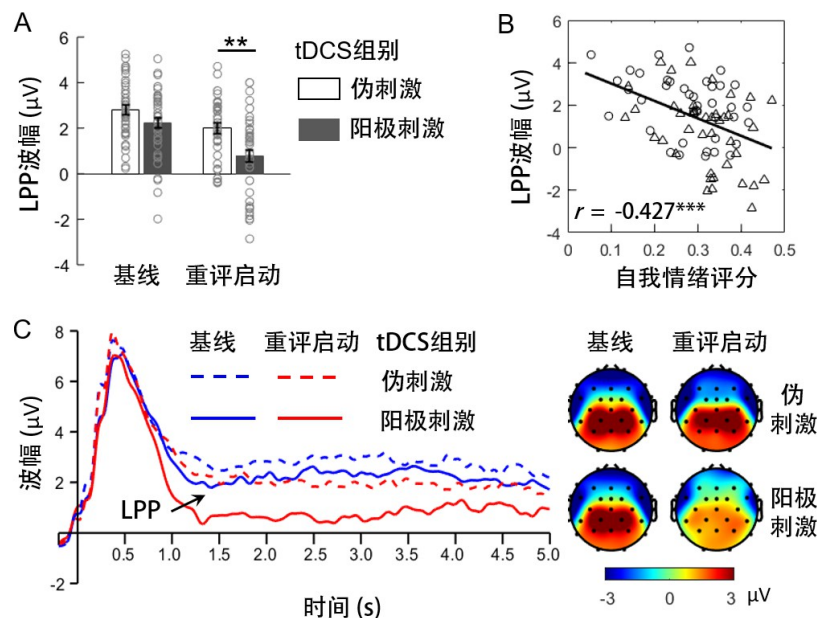 A
6
4
2
0
-2
-4
LPP波幅 (μV)
**
基线 重评启动
tDCS组别
伪刺激
阳极刺激
B
6
4
2
0
-2
-4
LPP波幅 (μV)
r = -0.427***
0 0.1 0.2 0.3 0.4 0.5
自我情绪评分
C
8
6
4
2
0
-2
波幅 (μV)
基线 重评启动 tDCS组别
伪刺激
阳极刺激
LPP
0.5 1.0 1.5 2.0 2.5 3.0 3.5 4.0 4.5 5.0
时间 (s)
基线 重评启动
伪
刺激
阳极
刺激
-3 0 3 μV